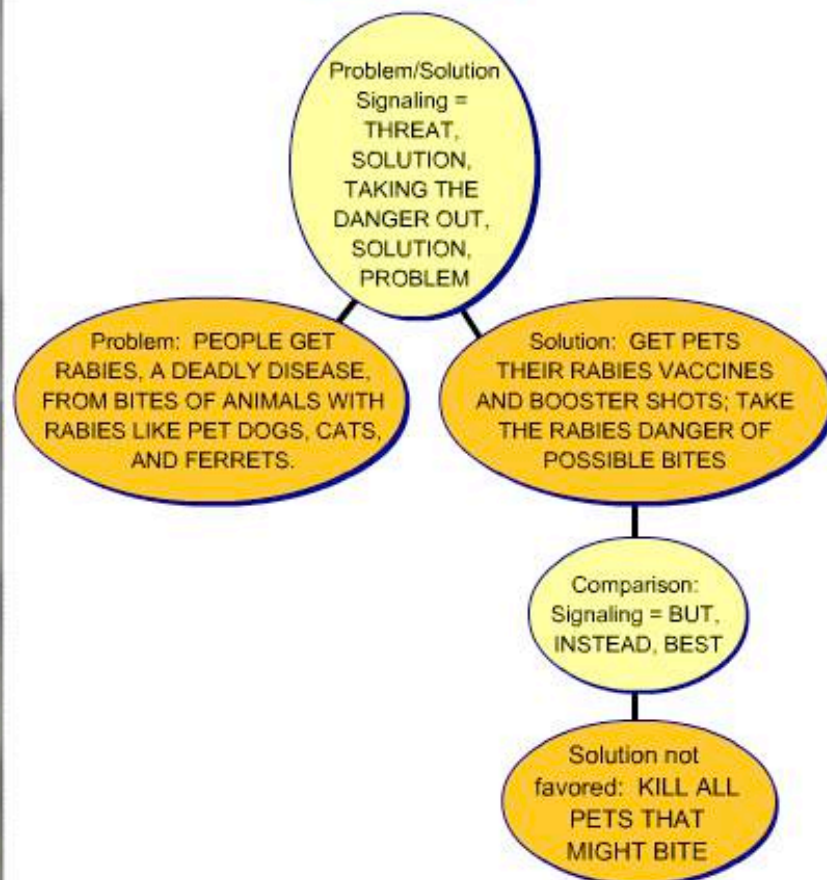 Problem/Solution
Signaling =
THREAT,
SOLUTION,
TAKING THE
DANGER OUT,
SOLUTION,
PROBLEM
Problem: PEOPLE GET
RABIES, A DEADLY DISEASE,
FROM BITES OF ANIMALS WITH
RABIES LIKE PET DOGS, CATS,
AND FERRETS.
Solution: GET PETS
THEIR RABIES VACCINES
AND BOOSTER SHOTS; TAKE
THE RABIES DANGER OF
POSSIBLE BITES
Comparison:
Signaling = BUT,
INSTEAD, BEST
Solution not
favored: KILL ALL
PETS THAT
MIGHT BITE